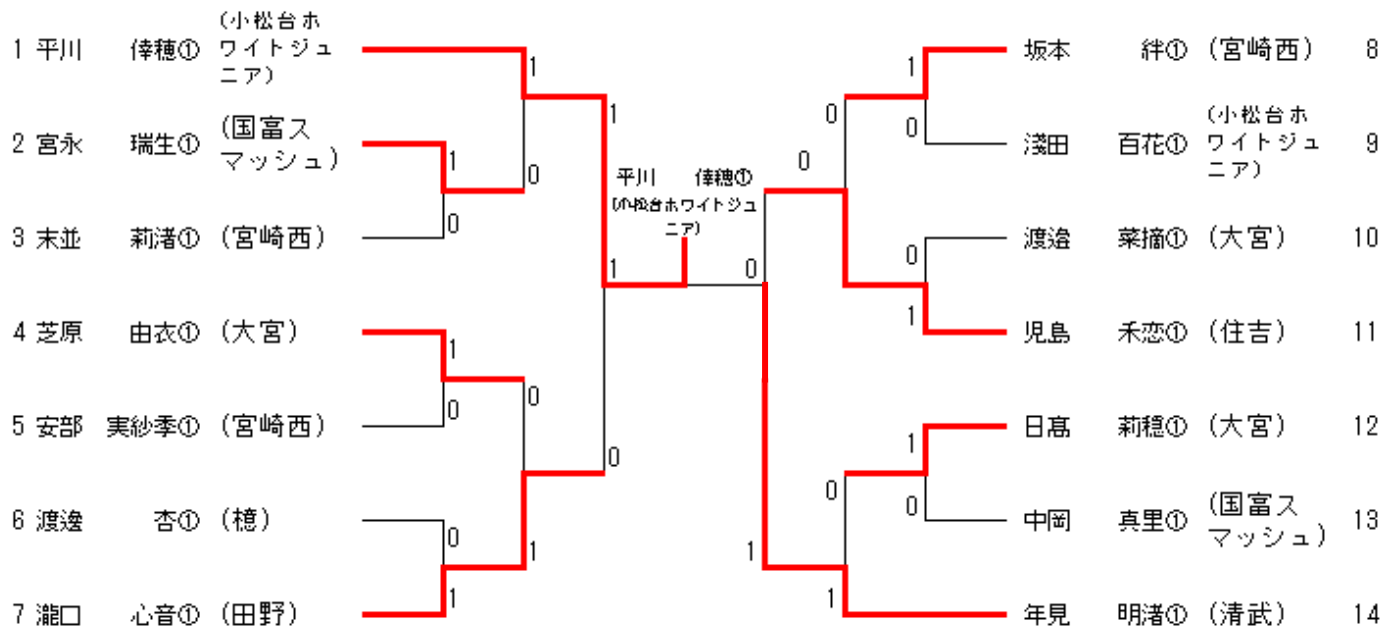 1 平川 倖穂① (小松台ホワイトジュニア)
1
2 宮永 瑞生① (国富スマッシュ)
1
0
3 末並 莉渚① (宮崎西)
0
1
4 芝原 由衣① (大宮)
1
0
5 安部 実紗季① (宮崎西)
0
0
6 渡邊 杏① (檍)
0
1
7 瀧口 心音① (田野)
1
1
平川 倖穂①
(小松台ホワイトジュニア)
0
坂本 絆① (宮崎西) 8
1
0
淺田 百花① (小松台ホワイトジュニア) 9
0
0
渡邉 菜摘① (大宮) 10
0
児島 禾恋① (住吉) 11
1
日髙 莉穏① (大宮) 12
1
0
中岡 真里① (国富スマッシュ) 13
0
1
年見 明渚① (清武) 14
1